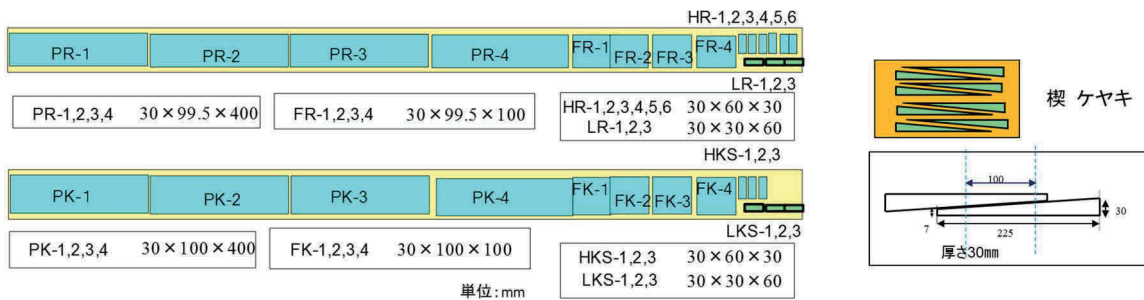 HR-1,2,3,4,5,6
PR-1
PR-2
PR-3
PR-4
FR-1
FR-2
FR-3
FR-4
LR-1,2,3
PR-1,2,3,4 30×99.5×400
FR-1,2,3,4 30×99.5×100
HR-1,2,3,4,5,6 30×60×30
LR-1,2,3 30×30×60
HKS-1,2,3
PK-1
PK-2
PK-3
PK-4
FK-1
FK-2
FK-3
FK-4
LKS-1,2,3
PK-1,2,3,4 30×100×400
FK-1,2,3,4 30×100×100
HKS-1,2,3 30×60×30
LKS-1,2,3 30×30×60
単位:mm
楔 ケヤキ
100
30
7
225
厚さ30mm